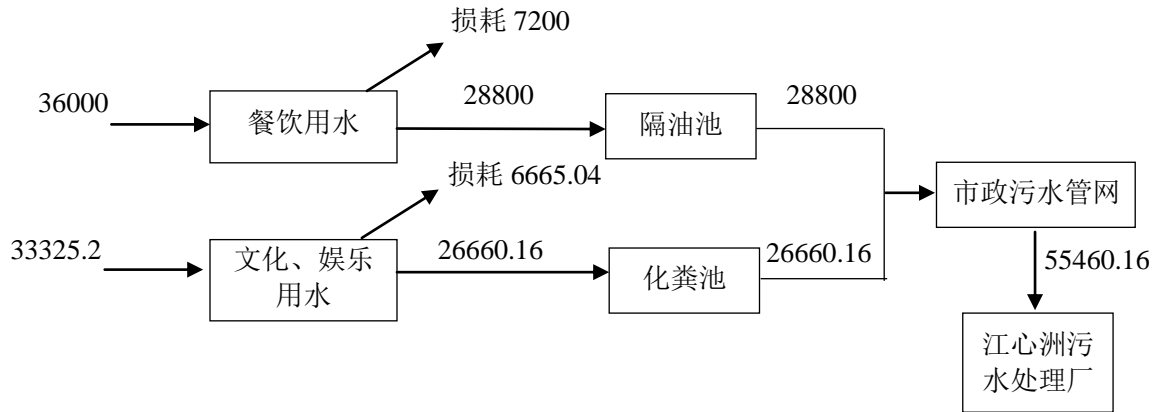 损耗 7200
36000
餐饮用水
28800
隔油池
28800
损耗 6665.04
市政污水管网
33325.2
文化、娱乐
用水
26660.16
化粪池
26660.16
55460.16
江心洲污
水处理厂